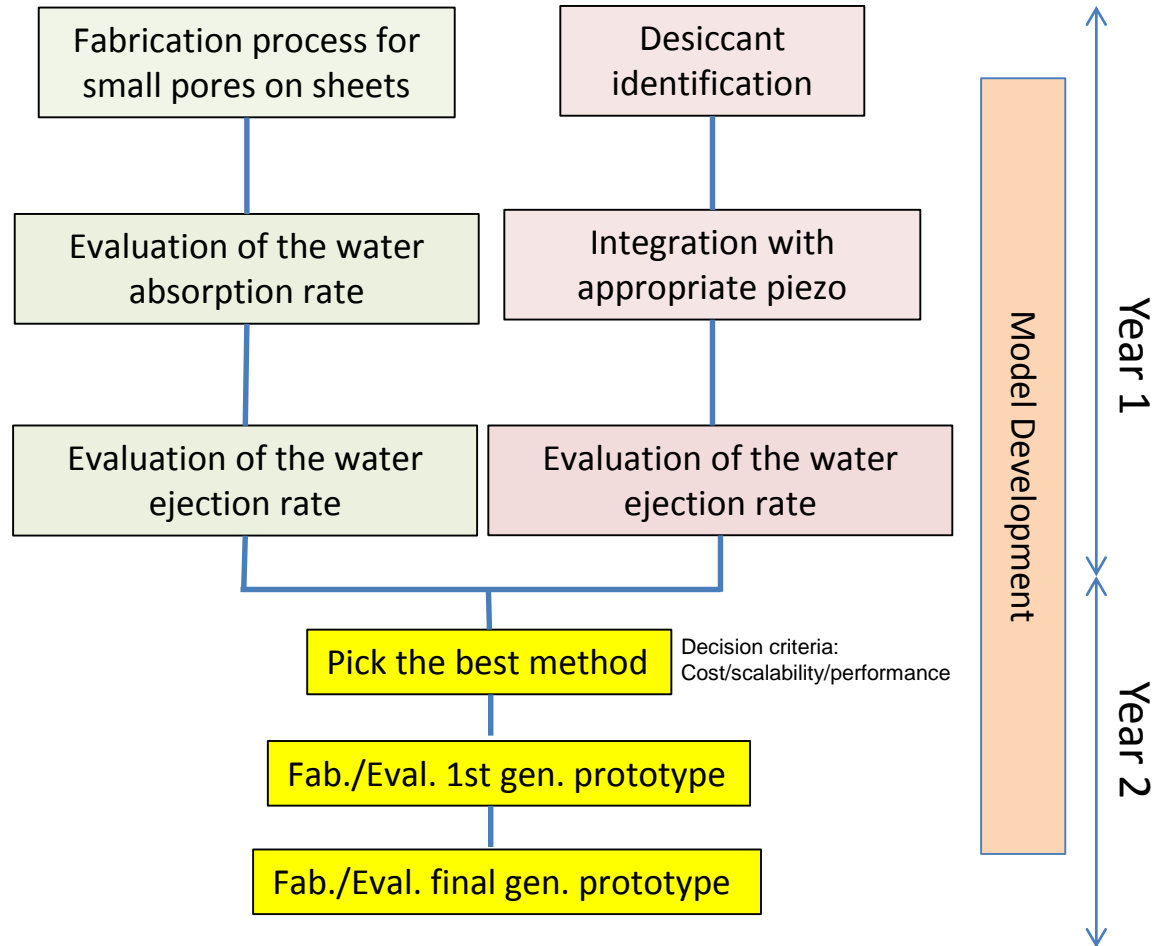 Fabrication process for
small pores on sheets
Desiccant
identification
Evaluation of the water
absorption rate
Integration with
appropriate piezo
Evaluation of the water
ejection rate
Evaluation of the water
ejection rate
Pick the best method
Decision criteria:
Cost/scalability/performance
Fab./Eval. 1st gen. prototype
Fab./Eval. final gen. prototype
Model Development
Year 1
Year 2